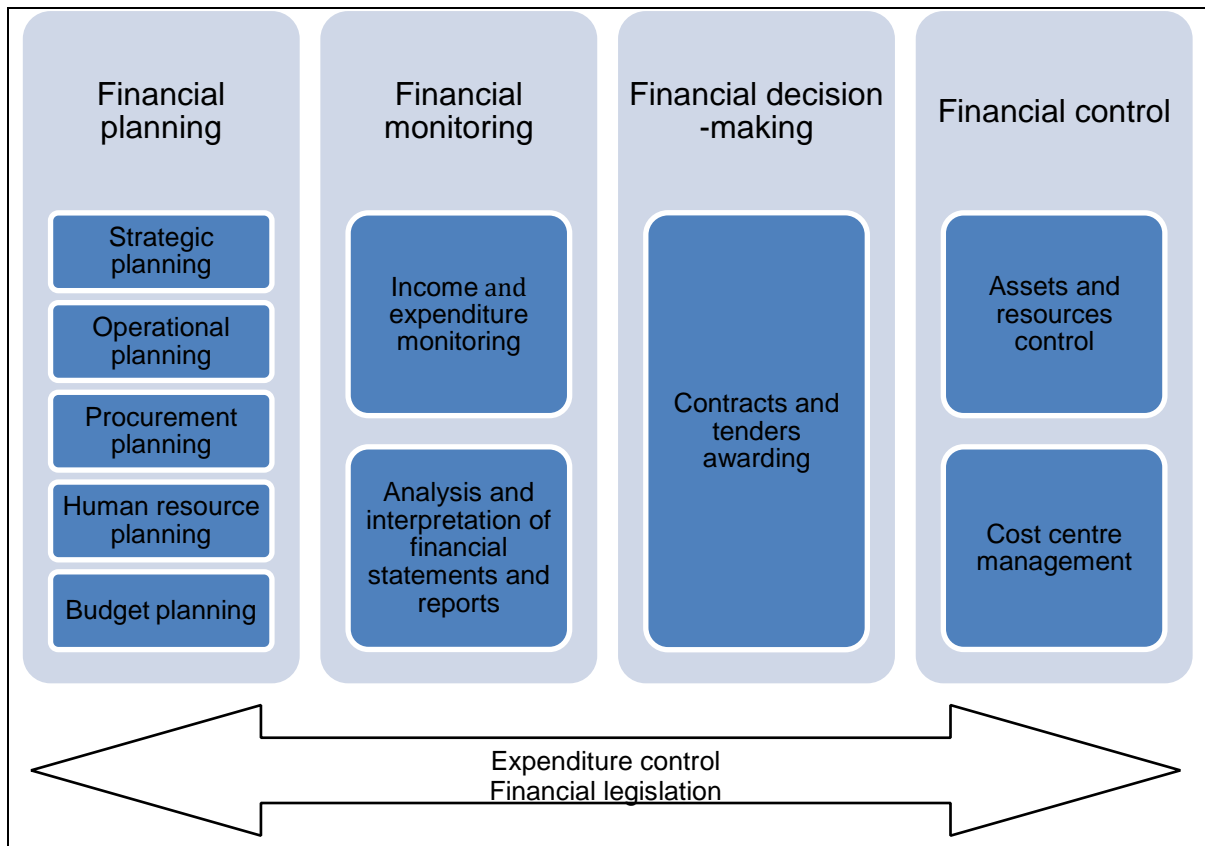 Financial
planning
Strategic
planning
Operational
planning
Procurement
planning
Human resource
planning
Budget planning
Financial
monitoring
Income and
expenditure
monitoring
Analysis and
interpretation of
financial
statements and
reports
Financial decision
-making
Contracts and
tenders
awarding
Financial control
Assets and
resources
control
Cost centre
management
Expenditure control
Financial legislation